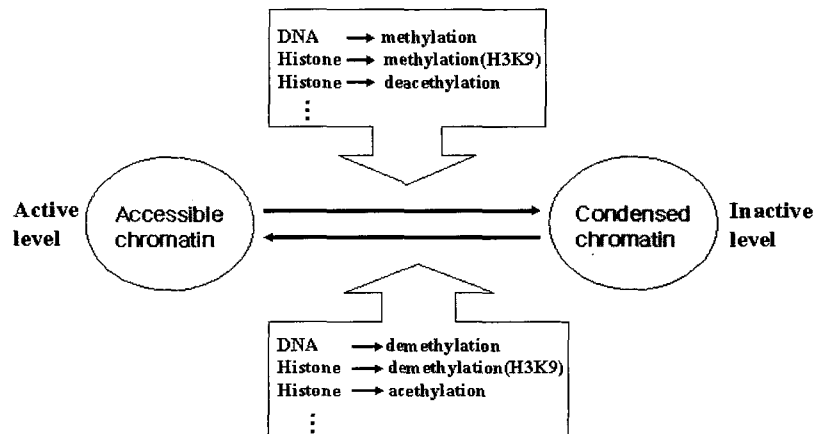 DNA → methylation
Histone → methylation(H3K9)
Histone → deacethylation
⋮
Active level
Accessible chromatin
Condensed chromatin
Inactive level
DNA → demethylation
Histone → demethylation(H3K9)
Histone → acethylation
⋮